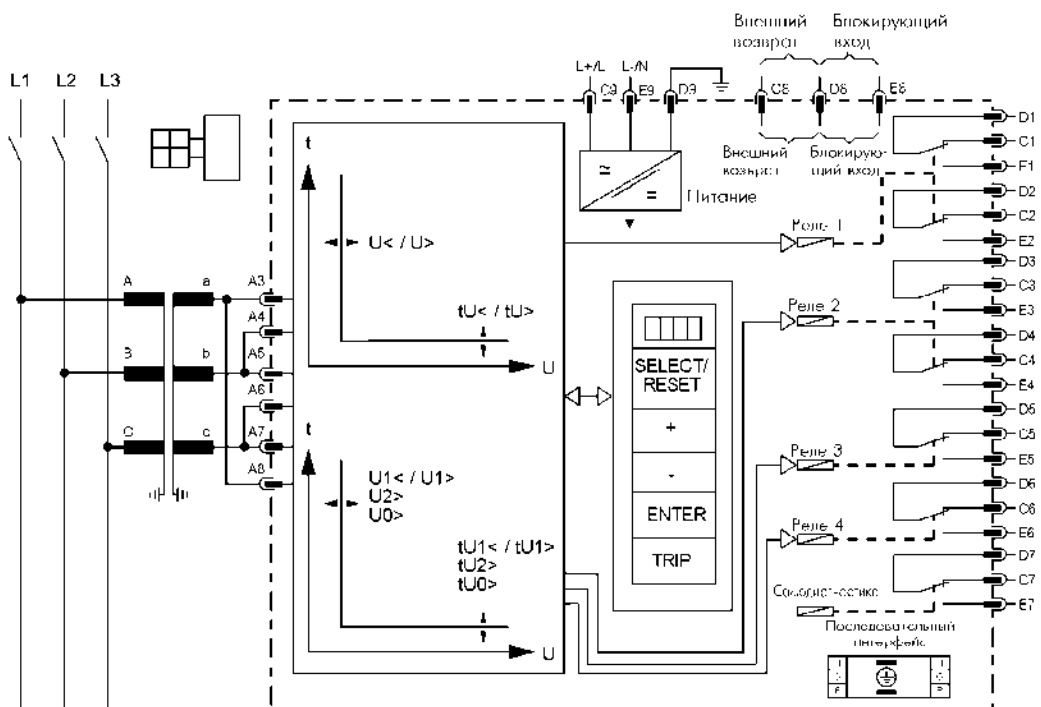 Внешний возврат
Блокирующий вход
L1 L2 L3
L+/L L-/N
C9 E9 D9
C8 D8 E8
Внешний возврат
Блокирую-щий вход
Питание
≃
=
t
U< / U>
tU< / tU>
U
A a
B b
C c
A3
A4
A5
A6
A7
A8
t
U1< / U1>
U2>
U0>
tU1< / tU1>
tU2>
tU0>
U
SELECT/
RESET
+
-
ENTER
TRIP
Реле 1
Реле 2
Реле 3
Реле 4
Самодиагностика
Последовательный
интерфейс
D1
C1
E1
D2
C2
E2
D3
C3
E3
D4
C4
E4
D5
C5
E5
D6
C6
E6
D7
C7
E7